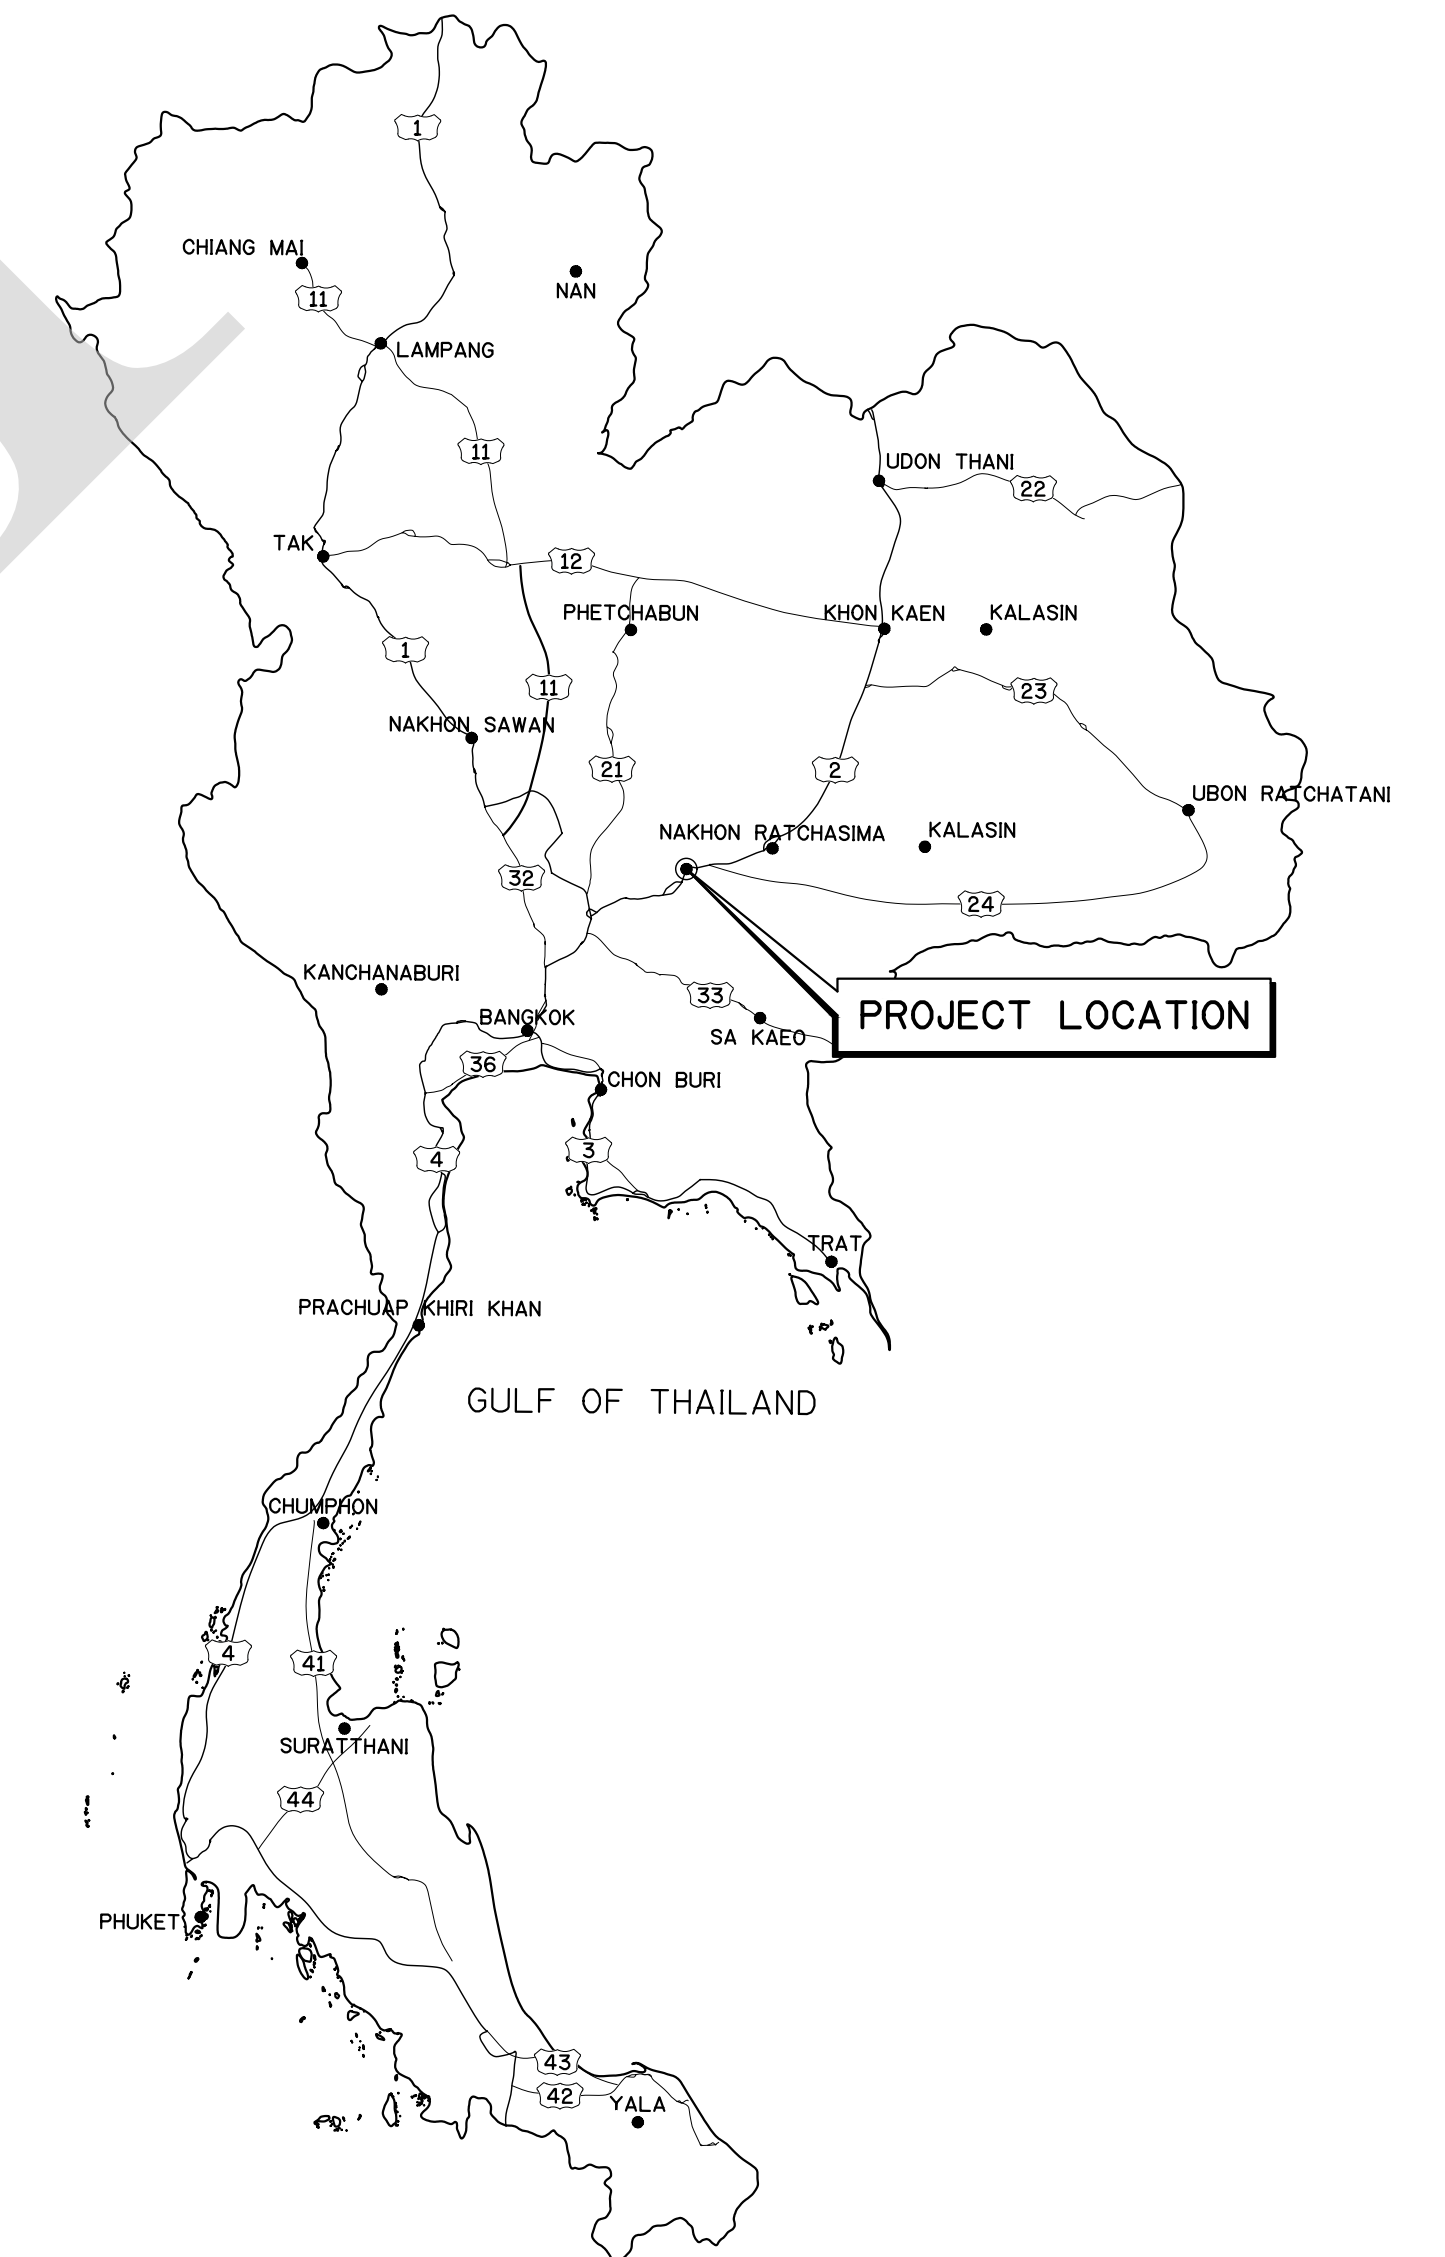 1
CHIANG MAI
11
NAN
LAMPANG
11
UDON THANI
22
TAK
12
PHETCHABUN
KHON KAEN
KALASIN
1
11
23
NAKHON SAWAN
21
2
UBON RATCHATANI
NAKHON RATCHASIMA
KALASIN
32
24
KANCHANABURI
33
PROJECT LOCATION
BANGKOK
SA KAEO
36
CHON BURI
4
3
TRAT
PRACHUAP KHIRI KHAN
GULF OF THAILAND
CHUMPHON
4
41
SURATTHANI
44
PHUKET
43
42
YALA